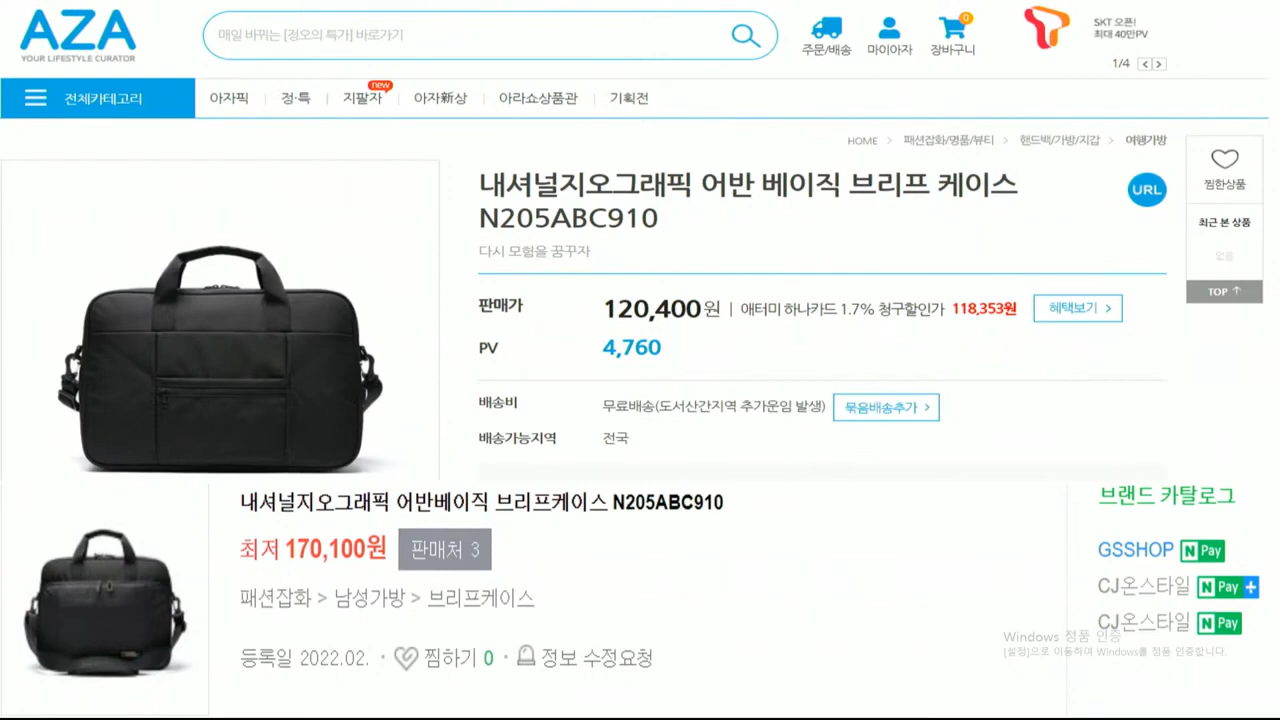 AZA
YOUR LIFESTYLE CURATOR
매일 바뀌는 [정오의 특가] 바로가기
주문/배송
마이아자
0
장바구니
SKT 오픈!
최대 40만PV
1/4 < >
전체카테고리
아자픽 | 정·특 | 지팔자 new | 아자新상 | 아라쇼상품관 | 기획전
HOME > 패션잡화/명품/뷰티 > 핸드백/가방/지갑 > 여행가방
내셔널지오그래픽 어반 베이직 브리프 케이스
N205ABC910
URL
다시 모험을 꿈꾸자
찜한상품
최근 본 상품
없음
TOP ↑
판매가 120,400원 | 애터미 하나카드 1.7% 청구할인가 118,353원 혜택보기 >
PV 4,760
배송비 무료배송(도서산간지역 추가운임 발생) 묶음배송추가 >
배송가능지역 전국
내셔널지오그래픽 어반베이직 브리프케이스 N205ABC910
최저 170,100원 판매처 3
패션잡화 > 남성가방 > 브리프케이스
등록일 2022.02. · 찜하기 0 · 정보 수정요청
브랜드 카탈로그
GSSHOP N Pay
CJ온스타일 N Pay +
CJ온스타일 N Pay
Windows 정품 인증
[설정]으로 이동하여 Windows를 정품 인증합니다.